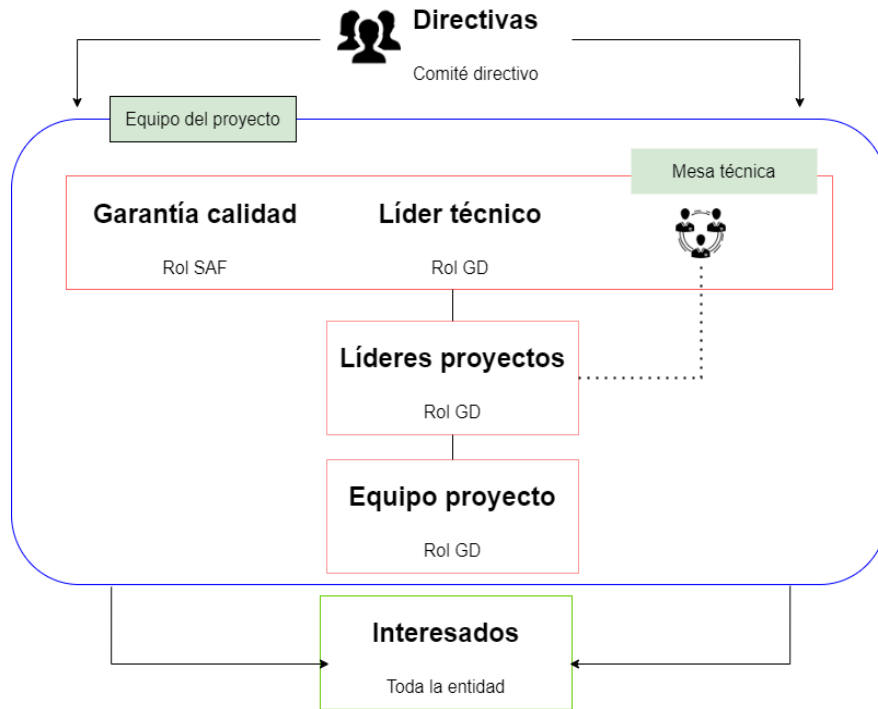 Directivas
Comité directivo
Equipo del proyecto
Mesa técnica
Garantía calidad
Líder técnico
Rol SAF
Rol GD
Líderes proyectos
Rol GD
Equipo proyecto
Rol GD
Interesados
Toda la entidad